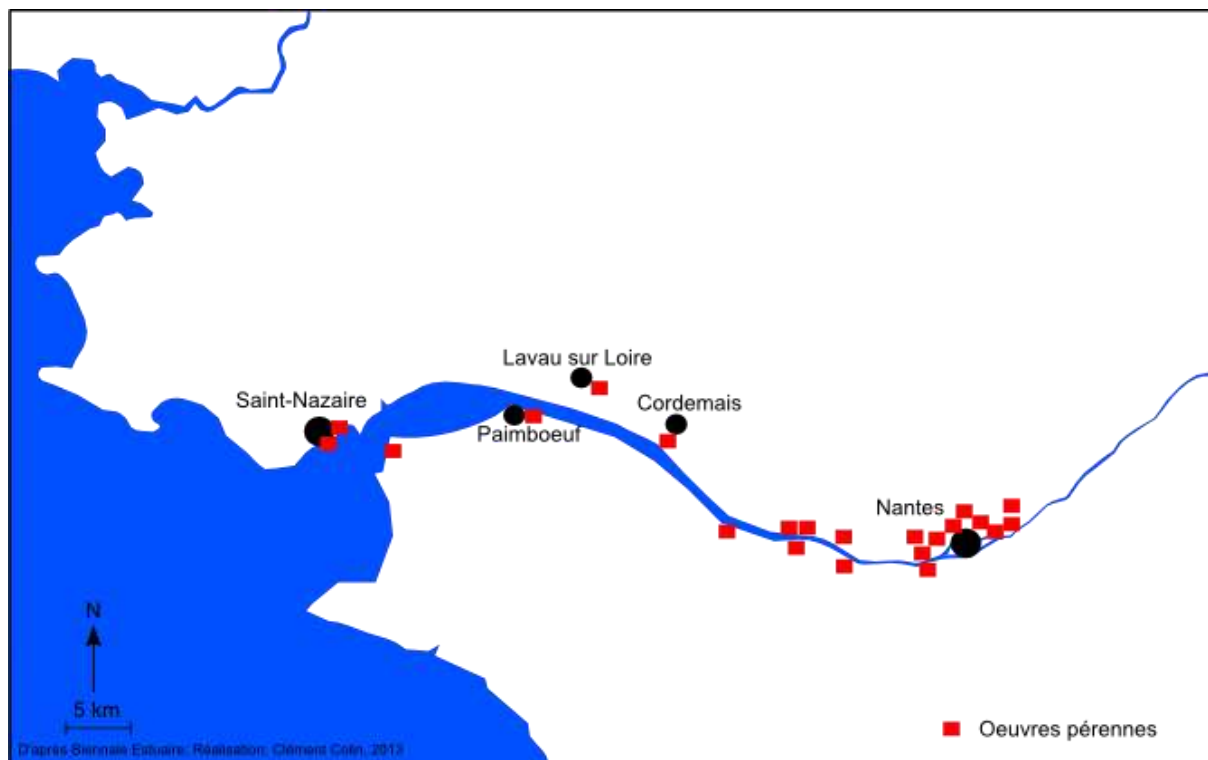 Lavau sur Loire
Saint-Nazaire
Cordemais
Paimboeuf
Nantes
N
5 km
Oeuvres pérennes
D'après Biennale Estuaire. Réalisation: Clément Colin, 2013